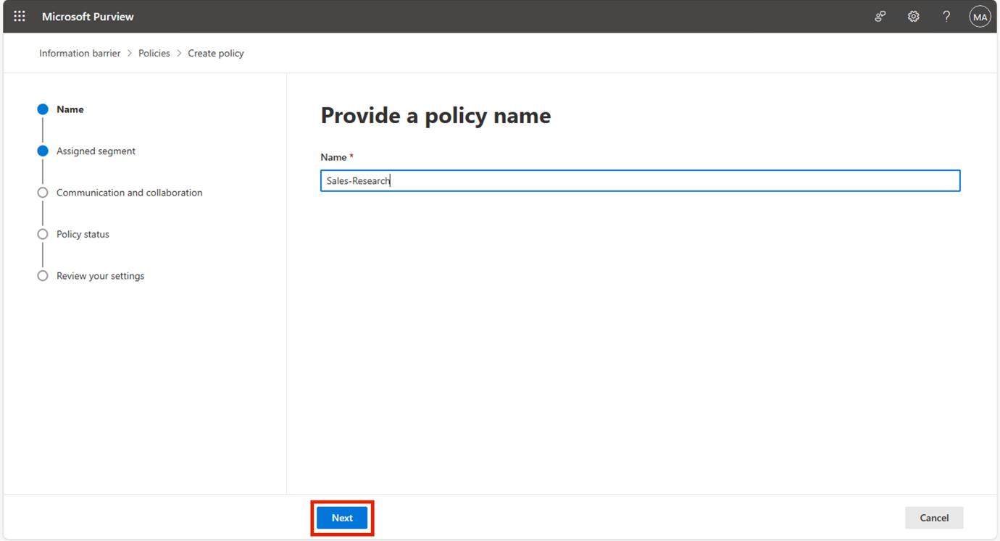 Microsoft Purview
MA
Information barrier > Policies > Create policy
Name
Assigned segment
Communication and collaboration
Policy status
Review your settings
Provide a policy name
Name *
Sales-Research
Next
Cancel